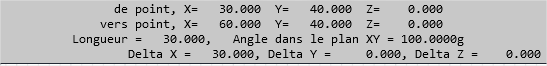 de point, X= 30.000 Y= 40.000 Z= 0.000
vers point, X= 60.000 Y= 40.000 Z= 0.000
Longueur = 30.000, Angle dans le plan XY = 100.0000g
Delta X = 30.000, Delta Y = 0.000, Delta Z = 0.000